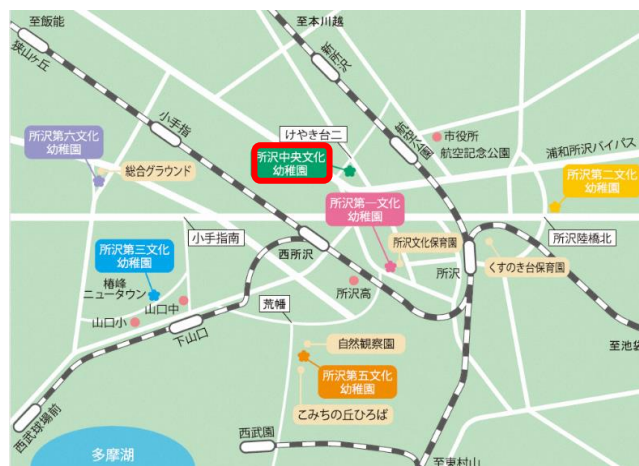 至飯能
至本川越
狭山ヶ丘
新所沢
小手指
けやき台二
航空公園
市役所
航空記念公園
浦和所沢バイパス
所沢第六文化
幼稚園
総合グラウンド
所沢中央文化
幼稚園
所沢第二文化
幼稚園
所沢第一文化
幼稚園
小手指南
所沢文化保育園
所沢陸橋北
所沢第三文化
幼稚園
西所沢
所沢
くすのき台保育園
椿峰
ニュータウン
山口中
所沢高
荒幡
山口小
下山口
自然観察園
至池袋
所沢第五文化
幼稚園
西武球場前
こみちの丘ひろば
西武園
多摩湖
至東村山